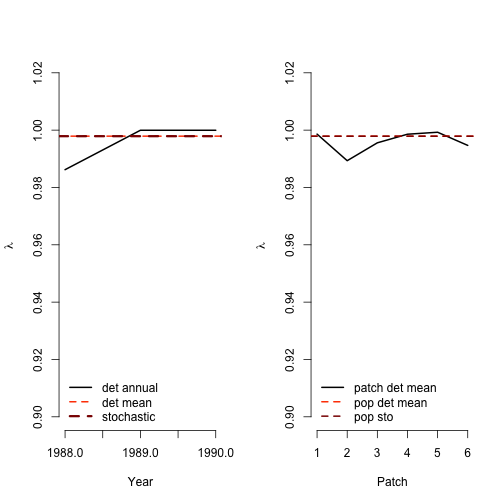 1.02
1.00
0.98
0.96
0.94
0.92
0.90
λ
det annual
det mean
stochastic
1988.0 1989.0 1990.0
Year
1.02
1.00
0.98
0.96
0.94
0.92
0.90
λ
patch det mean
pop det mean
pop sto
1 2 3 4 5 6
Patch